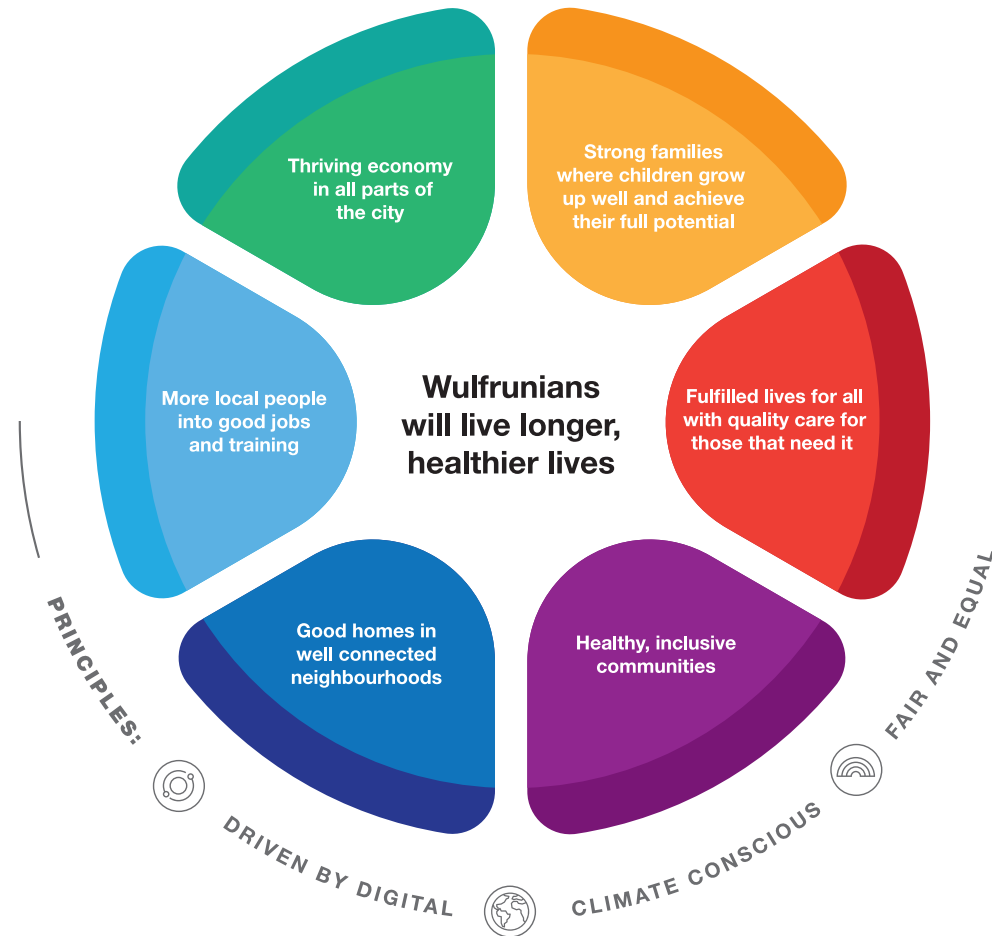 Thriving economy
in all parts of
the city
Strong families
where children grow
up well and achieve
their full potential
More local people
into good jobs
and training
Wulfrunians
will live longer,
healthier lives
Fulfilled lives for all
with quality care for
those that need it
Good homes in
well connected
neighbourhoods
Healthy, inclusive
communities
PRINCIPLES:
DRIVEN BY DIGITAL
CLIMATE CONSCIOUS
FAIR AND EQUAL